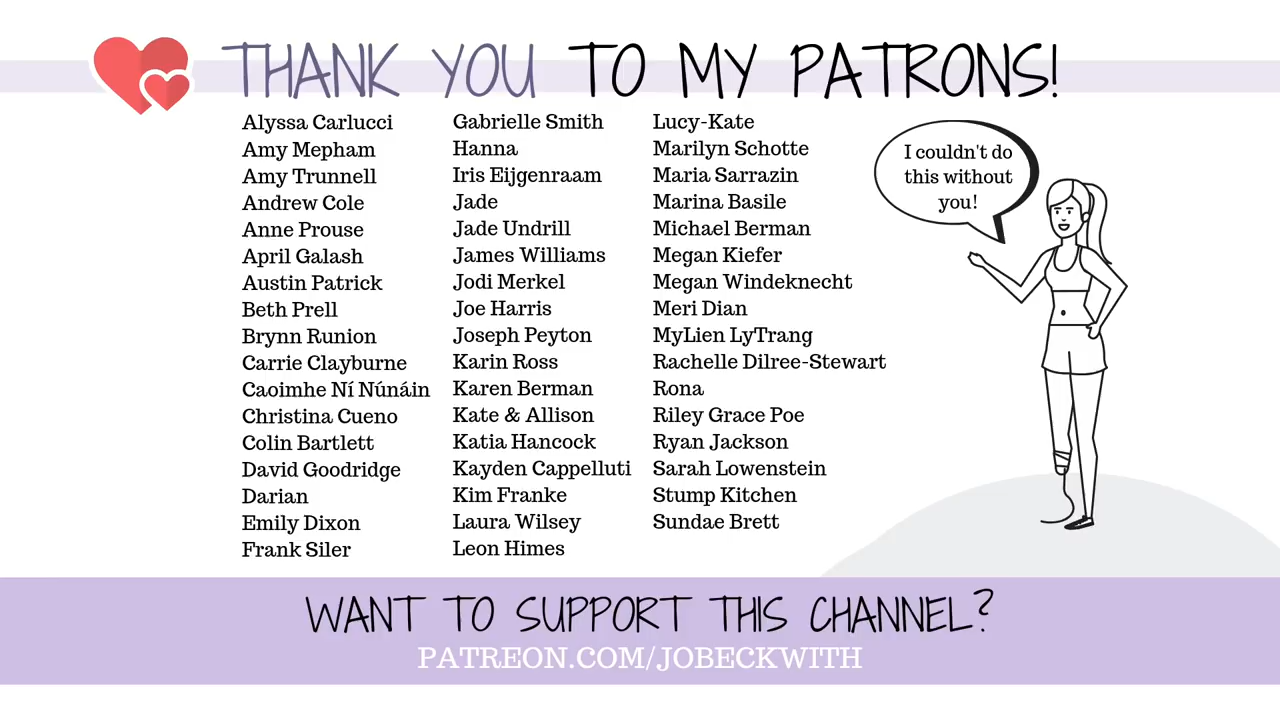 THANK YOU TO MY PATRONS!
Alyssa Carlucci
Amy Mepham
Amy Trunnell
Andrew Cole
Anne Prouse
April Galash
Austin Patrick
Beth Prell
Brynn Runion
Carrie Clayburne
Caoimhe Ní Núnáin
Christina Cueno
Colin Bartlett
David Goodridge
Darian
Emily Dixon
Frank Siler
Gabrielle Smith
Hanna
Iris Eijgenraam
Jade
Jade Undrill
James Williams
Jodi Merkel
Joe Harris
Joseph Peyton
Karin Ross
Karen Berman
Kate & Allison
Katia Hancock
Kayden Cappelluti
Kim Franke
Laura Wilsey
Leon Himes
Lucy-Kate
Marilyn Schotte
Maria Sarrazin
Marina Basile
Michael Berman
Megan Kiefer
Megan Windeknecht
Meri Dian
MyLien LyTrang
Rachelle Dilree-Stewart
Rona
Riley Grace Poe
Ryan Jackson
Sarah Lowenstein
Stump Kitchen
Sundae Brett
I couldn't do
this without
you!
WANT TO SUPPORT THIS CHANNEL?
PATREON.COM/JOBECKWITH